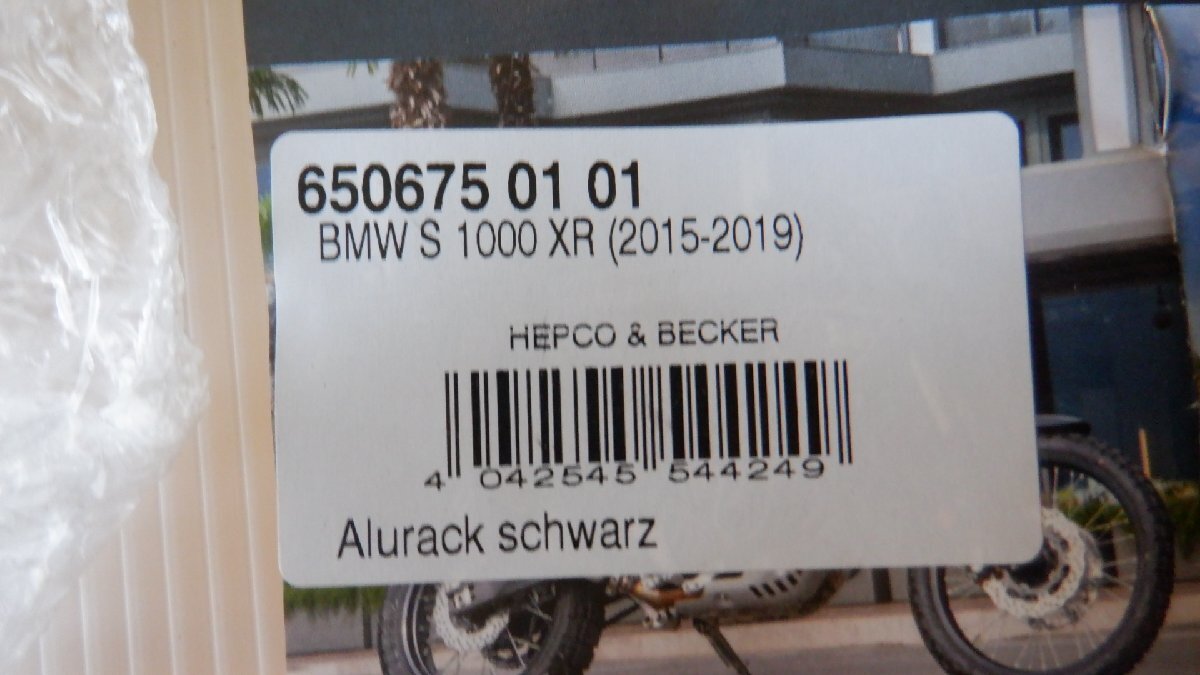 650675 01 01
BMW S 1000 XR (2015-2019)
HEPCO & BECKER
4 042545 544249
Alurack schwarz